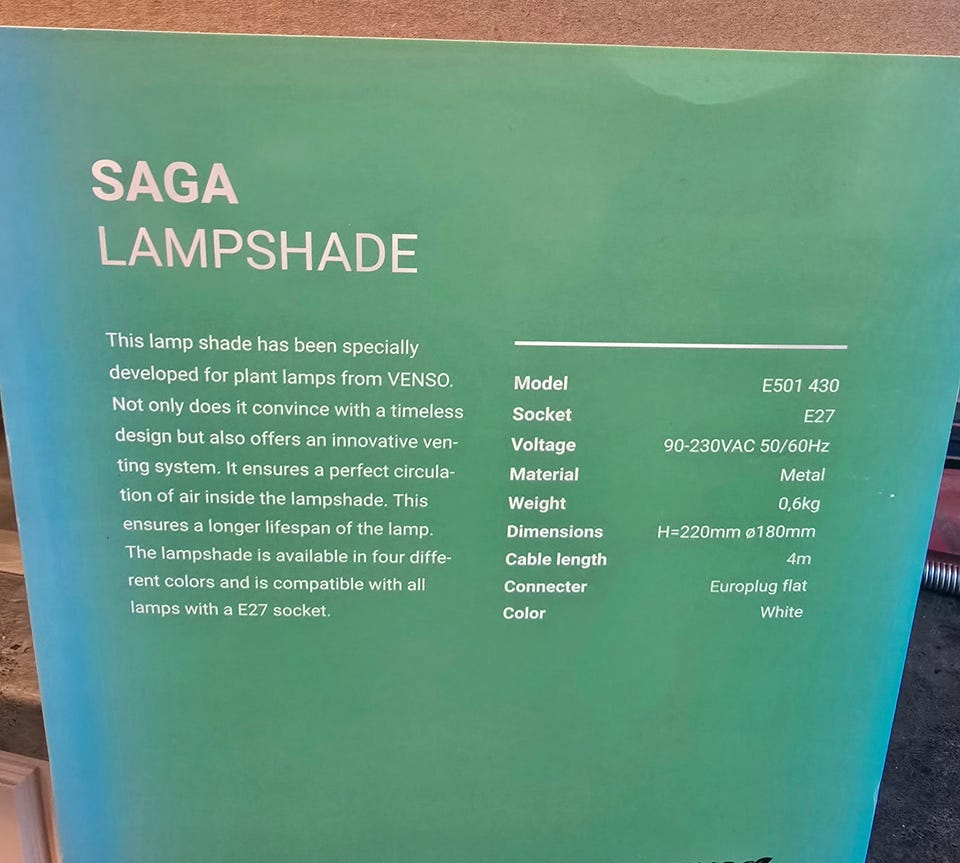 SAGA
LAMPSHADE
This lamp shade has been specially
developed for plant lamps from VENSO.
Not only does it convince with a timeless
design but also offers an innovative ven-
ting system. It ensures a perfect circula-
tion of air inside the lampshade. This
ensures a longer lifespan of the lamp.
The lampshade is available in four diffe-
rent colors and is compatible with all
lamps with a E27 socket.
Model E501 430
Socket E27
Voltage 90-230VAC 50/60Hz
Material Metal
Weight 0,6kg
Dimensions H=220mm ø180mm
Cable length 4m
Connecter Europlug flat
Color White